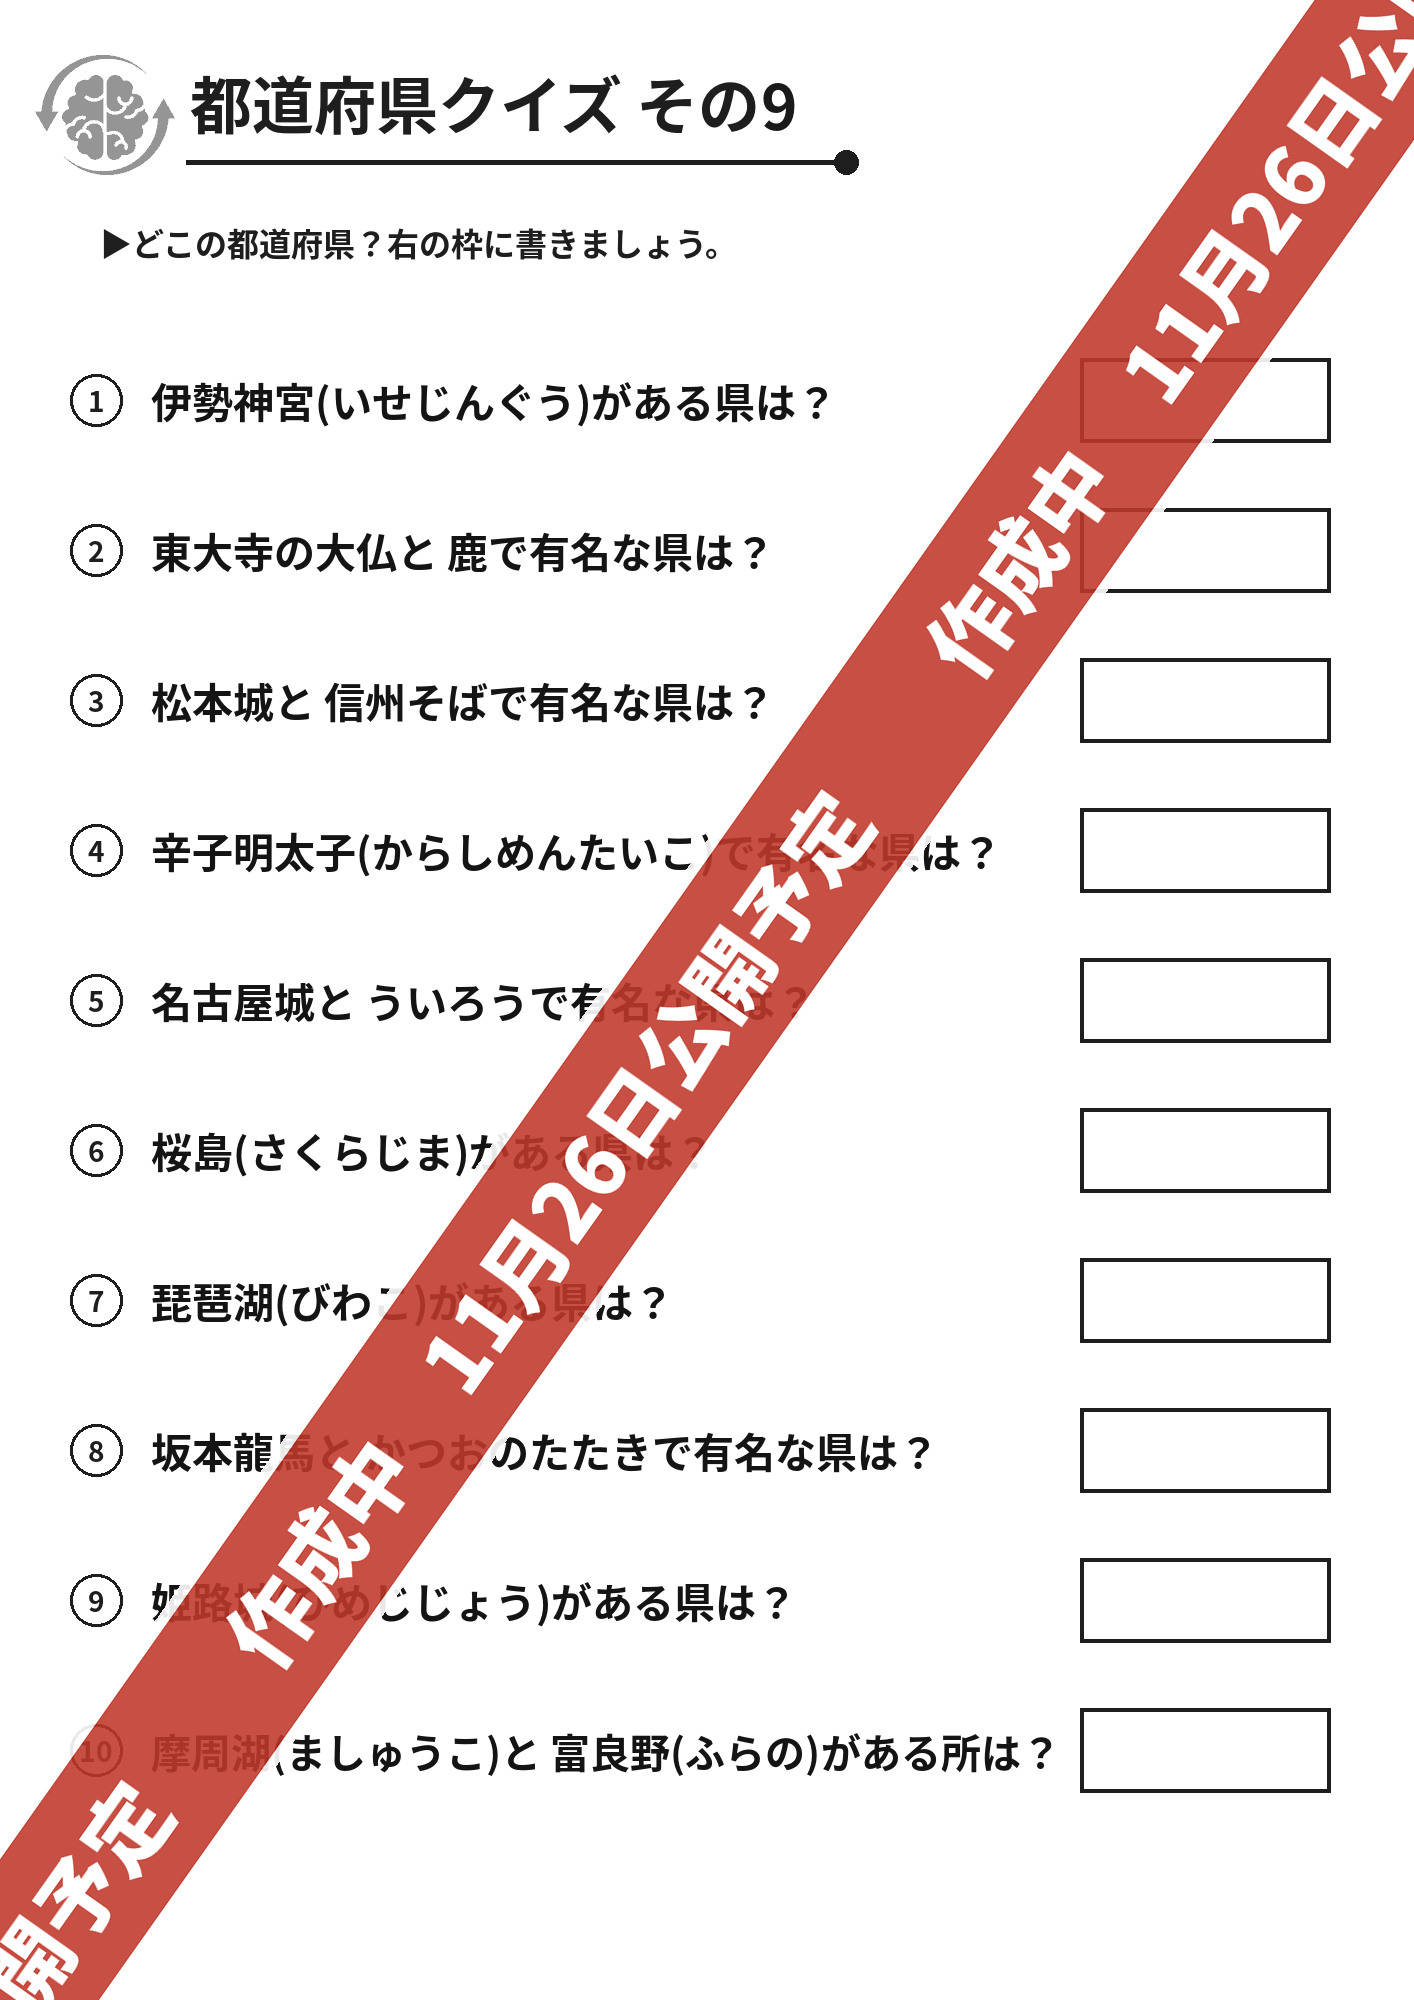 都道府県クイズ その9
▶どこの都道府県？右の枠に書きましょう。
1 伊勢神宮(いせじんぐう)がある県は？
2 東大寺の大仏と 鹿で有名な県は？
3 松本城と 信州そばで有名な県は？
4 辛子明太子(からしめんたいこ)で有名な県は？
5 名古屋城と ういろうで有名な県は？
6 桜島(さくらじま)がある県は？
7 琵琶湖(びわこ)がある県は？
8 坂本龍馬と かつおのたたきで有名な県は？
9 姫路城(ひめじじょう)がある県は？
10 摩周湖(ましゅうこ)と 富良野(ふらの)がある所は？
開予定 作成中 11月26日公開予定 作成中 11月26日公